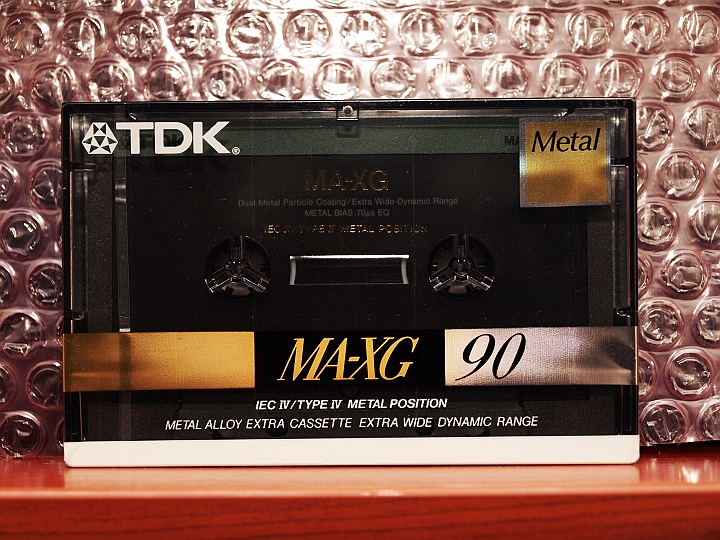 TDK®
MA
Metal
MA-XG
Dual Metal Particle Coating/Extra Wide-Dynamic Range
METAL BIAS:70μs EQ
IEC IV/TYPE IV METAL POSITION
MA-XG 90
IEC IV/TYPE IV METAL POSITION
METAL ALLOY EXTRA CASSETTE EXTRA WIDE DYNAMIC RANGE